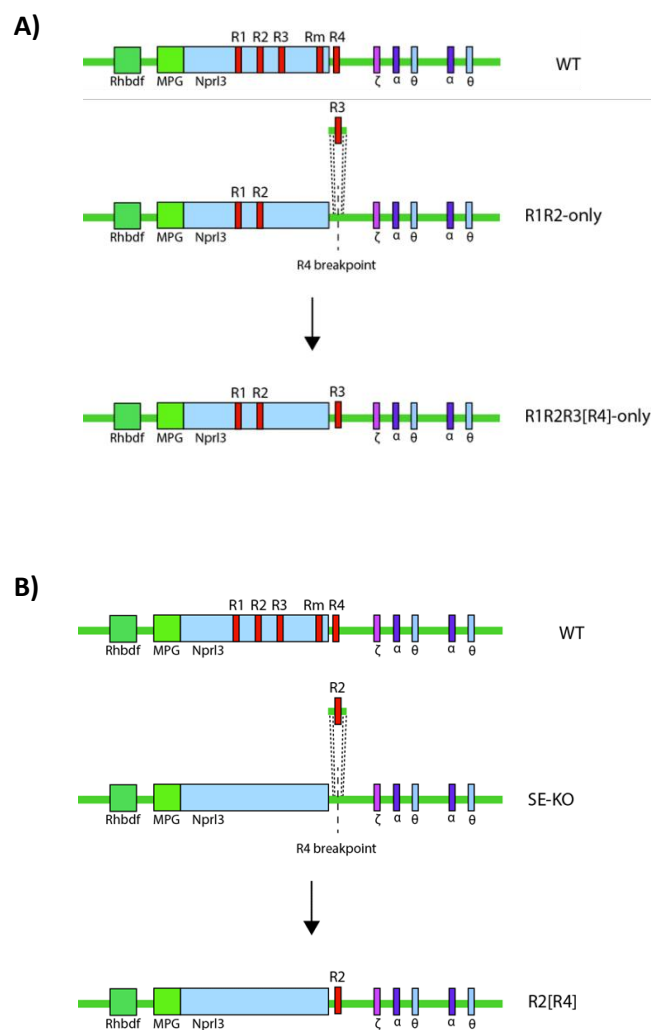 A)
R1 R2 R3 Rm R4
WT
Rhbdf MPG Nprl3 ζ α θ α θ
R3
R1 R2
R1R2-only
Rhbdf MPG Nprl3 ζ α θ α θ
R4 breakpoint
R1 R2 R3
R1R2R3[R4]-only
Rhbdf MPG Nprl3 ζ α θ α θ
B)
R1 R2 R3 Rm R4
WT
Rhbdf MPG Nprl3 ζ α θ α θ
R2
SE-KO
Rhbdf MPG Nprl3 ζ α θ α θ
R4 breakpoint
R2
R2[R4]
Rhbdf MPG Nprl3 ζ α θ α θ